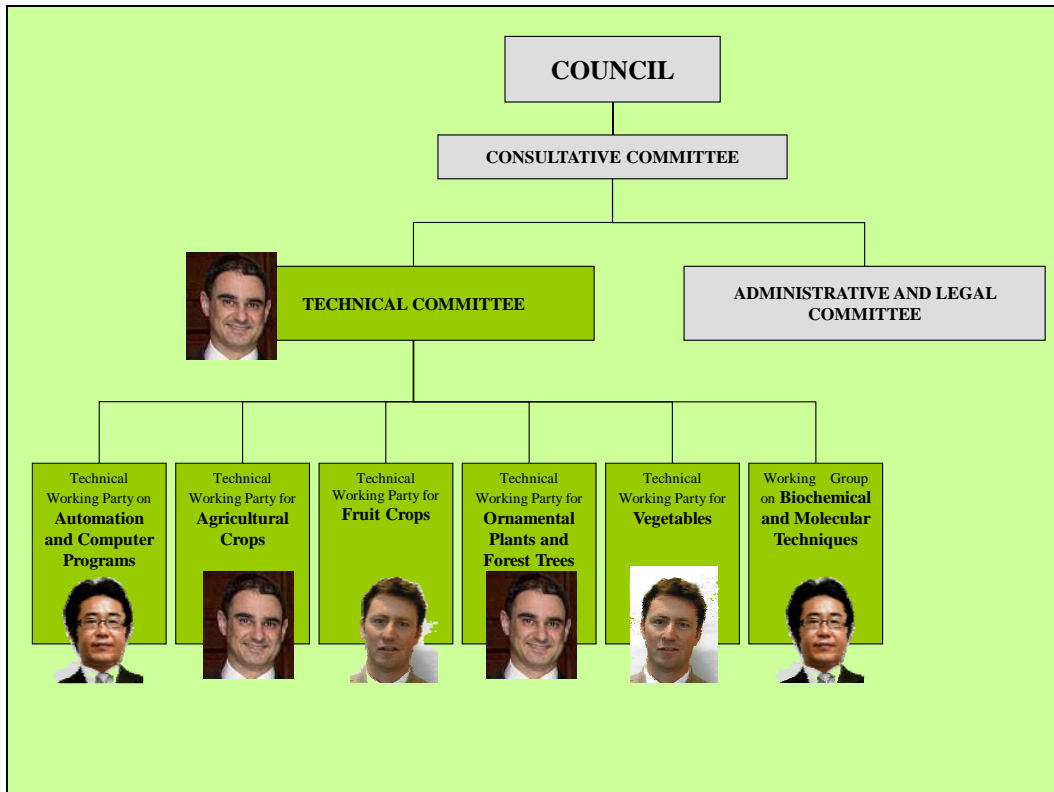 COUNCIL
CONSULTATIVE COMMITTEE
TECHNICAL COMMITTEE
ADMINISTRATIVE AND LEGAL
COMMITTEE
Technical
Working Party on
Automation
and Computer
Programs
Technical
Working Party for
Agricultural
Crops
Technical
Working Party for
Fruit Crops
Technical
Working Party for
Ornamental
Plants and
Forest Trees
Technical
Working Party for
Vegetables
Working Group
on Biochemical
and Molecular
Techniques